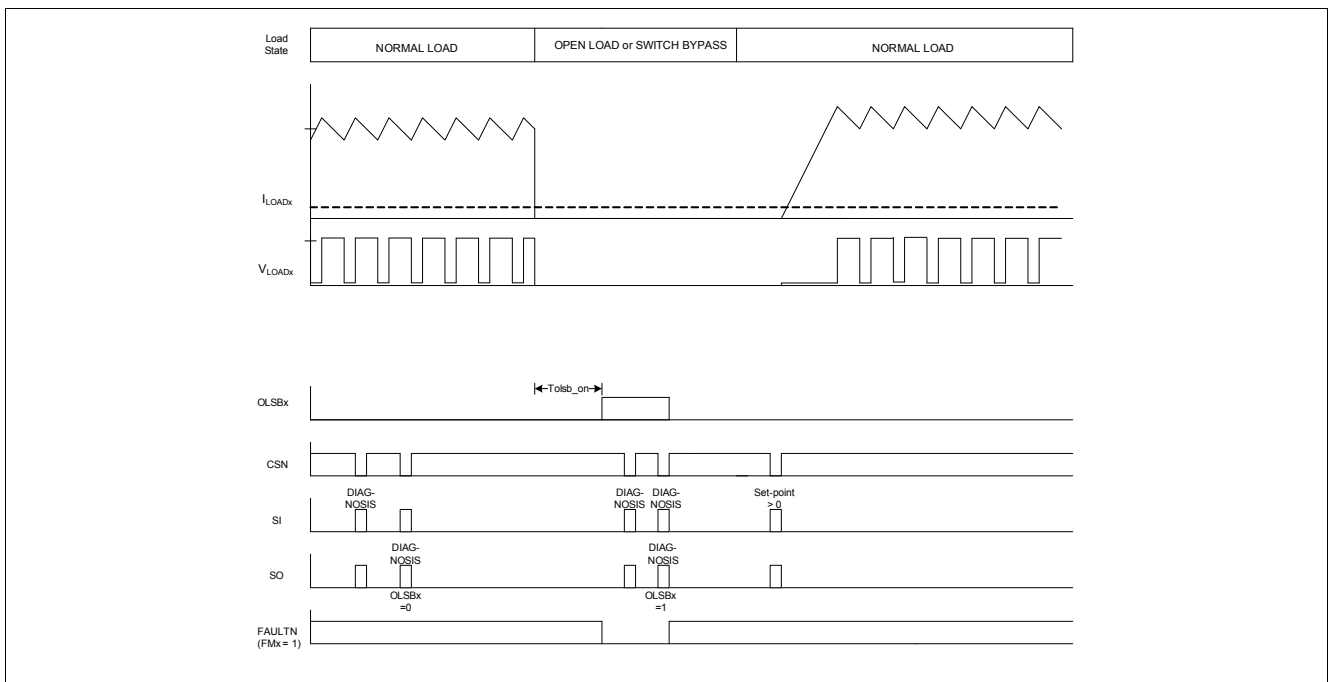 Load
State
NORMAL LOAD
OPEN LOAD or SWITCH BYPASS
NORMAL LOAD
ILOADx
VLOADx
Tolsb_on
OLSBx
CSN
DIAG-
NOSIS
DIAG-
NOSIS
DIAG-
NOSIS
Set-point
> 0
SI
DIAG-
NOSIS
DIAG-
NOSIS
SO
OLSBx
=0
OLSBx
=1
FAULTN
(FMx = 1)